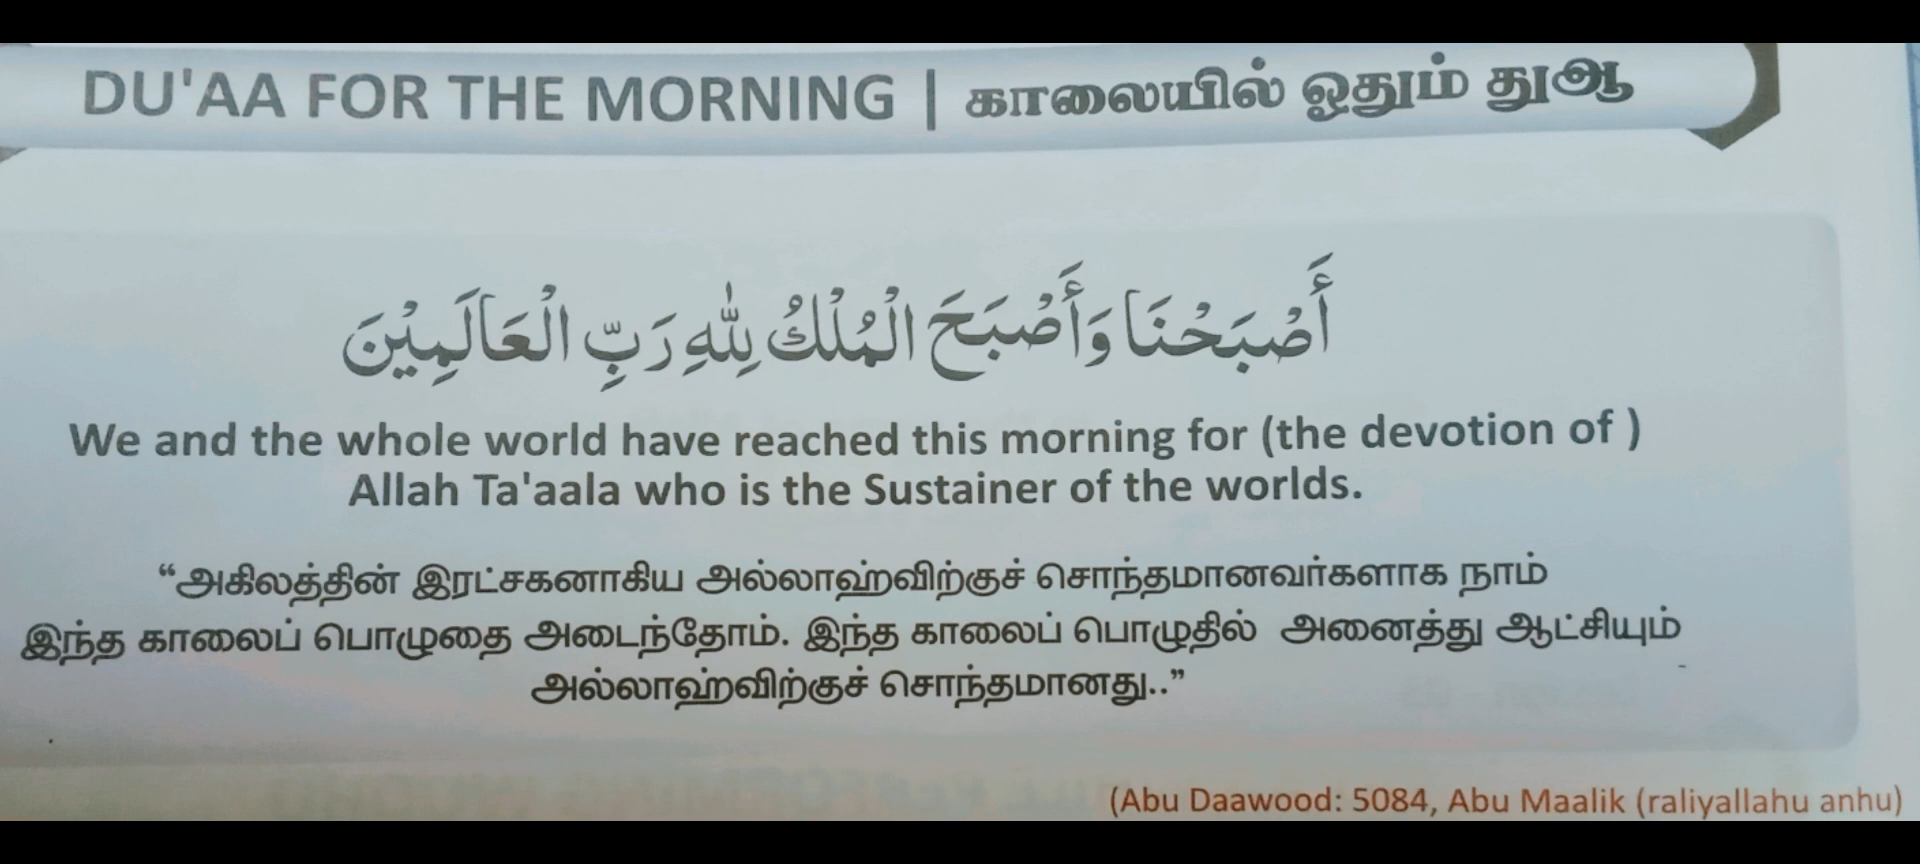 DU'AA FOR THE MORNING | காலையில் ஓதும் துஆ
أَصْبَحْنَا وَأَصْبَحَ الْمُلْكُ لِلّٰهِ رَبِّ الْعَالَمِيْنَ
We and the whole world have reached this morning for (the devotion of )
Allah Ta'aala who is the Sustainer of the worlds.
“அகிலத்தின் இரட்சகனாகிய அல்லாஹ்விற்குச் சொந்தமானவர்களாக நாம்
இந்த காலைப் பொழுதை அடைந்தோம். இந்த காலைப் பொழுதில் அனைத்து ஆட்சியும்
அல்லாஹ்விற்குச் சொந்தமானது..”
(Abu Daawood: 5084, Abu Maalik (raliyallahu anhu)